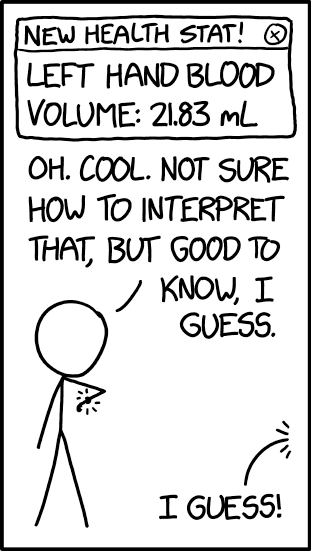 NEW HEALTH STAT!
LEFT HAND BLOOD
VOLUME: 21.83 mL
OH. COOL. NOT SURE
HOW TO INTERPRET
THAT, BUT GOOD TO
KNOW, I
GUESS.
I GUESS!